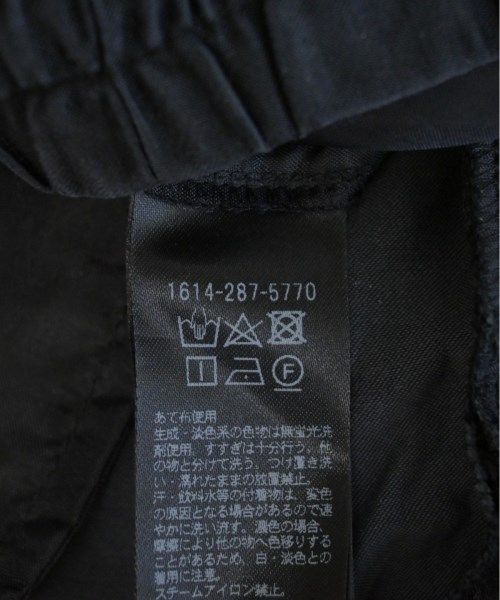 1614-287-5770
F
あて布使用
生成・淡色系の色物は無蛍光洗
剤使用。すすぎは十分行う。他
の物と分けて洗う。つけ置き洗
い・濡れたままの放置禁止。
汗・飲料水等の付着物は、変色
の原因となる場合があるので速
やかに洗い流す。濃色の場合、
摩擦により他の物へ色移りする
ことがあるため、白・淡色との
着用に注意。
スチームアイロン禁止。